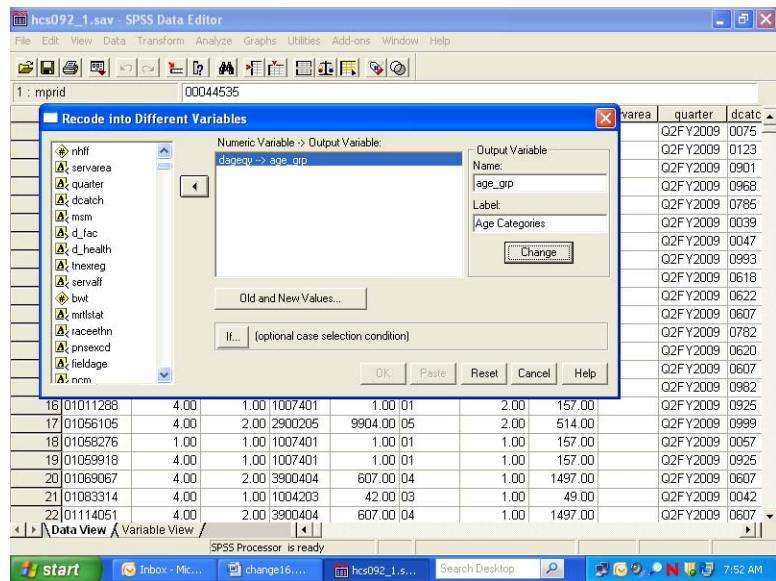 hcs092_1.sav - SPSS Data Editor
File Edit View Data Transform Analyze Graphs Utilities Add-ons Window Help
1 : mprid 00044535
Recode into Different Variables
nhff
servarea
quarter
dcatch
msm
d_fac
d_health
tnexreg
servaff
bwt
mrtlstat
raceethn
pnsexcd
fieldage
pcm
Numeric Variable -> Output Variable:
dageqy --> age_grp
Output Variable
Name:
age_grp
Label:
Age Categories
Change
Old and New Values...
If... (optional case selection condition)
OK Paste Reset Cancel Help
quarter dcatc
Q2FY2009 0075
Q2FY2009 0123
Q2FY2009 0901
Q2FY2009 0968
Q2FY2009 0785
Q2FY2009 0039
Q2FY2009 0047
Q2FY2009 0993
Q2FY2009 0618
Q2FY2009 0622
Q2FY2009 0607
Q2FY2009 0782
Q2FY2009 0620
Q2FY2009 0607
Q2FY2009 0982
16 01011288 4.00 1.00 1007401 1.00 01 2.00 157.00 Q2FY2009 0925
17 01056105 4.00 2.00 2900205 9904.00 05 2.00 514.00 Q2FY2009 0999
18 01058276 1.00 1.00 1007401 1.00 01 1.00 157.00 Q2FY2009 0057
19 01059918 4.00 1.00 1007401 1.00 01 1.00 157.00 Q2FY2009 0925
20 01069067 4.00 2.00 3900404 607.00 04 1.00 1497.00 Q2FY2009 0607
21 01083314 4.00 1.00 1004203 42.00 03 1.00 49.00 Q2FY2009 0042
22 01114051 4.00 2.00 3900404 607.00 04 1.00 1497.00 Q2FY2009 0607
Data View Variable View
SPSS Processor is ready
start Inbox - Mic... change16.... hcs092_1.s... Search Desktop 7:52 AM